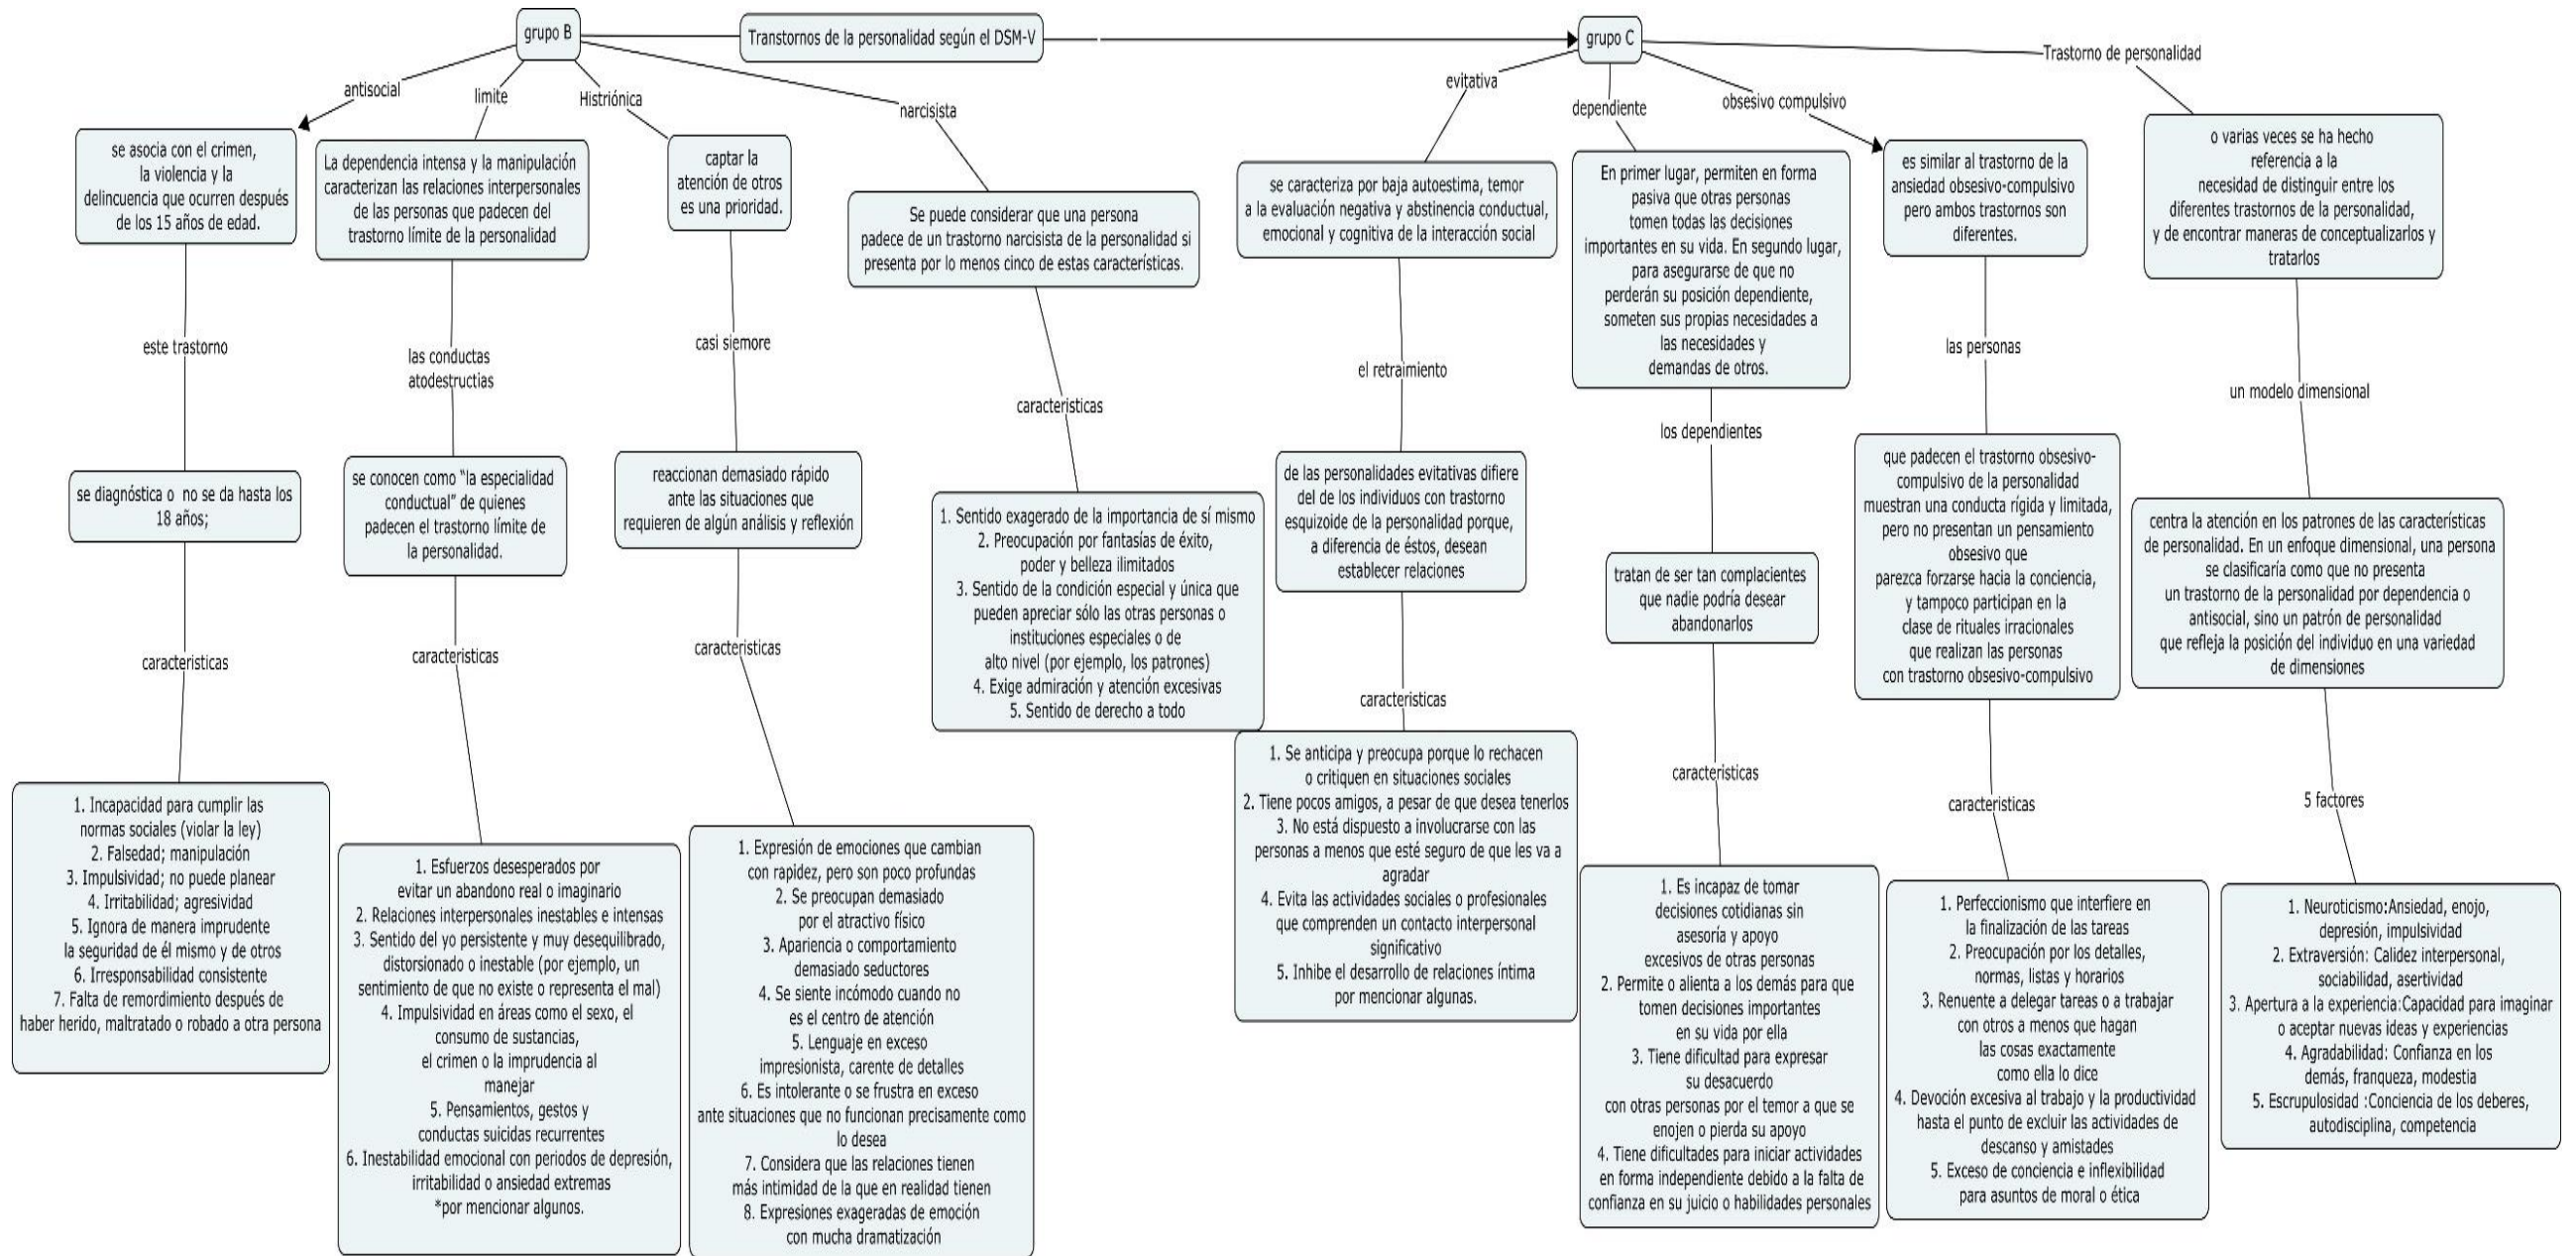 Transtornos de la personalidad según el DSM-V
grupo B
antisocial
se asocia con el crimen,
la violencia y la
delincuencia que ocurren después
de los 15 años de edad.
este trastorno
se diagnóstica o  no se da hasta los
18 años;
caracteristicas
1. Incapacidad para cumplir las
normas sociales (violar la ley)
2. Falsedad; manipulación
3. Impulsividad; no puede planear
4. Irritabilidad; agresividad
5. Ignora de manera imprudente
la seguridad de él mismo y de otros
6. Irresponsabilidad consistente
7. Falta de remordimiento después de
haber herido, maltratado o robado a otra persona
limite
La dependencia intensa y la manipulación
caracterizan las relaciones interpersonales
de las personas que padecen del
trastorno límite de la personalidad
las conductas
atodestructias
se conocen como "la especialidad
conductual" de quienes
padecen el trastorno límite de
la personalidad.
caracteristicas
1. Esfuerzos desesperados por
evitar un abandono real o imaginario
2. Relaciones interpersonales inestables e intensas
3. Sentido del yo persistente y muy desequilibrado,
distorsionado o inestable (por ejemplo, un
sentimiento de que no existe o representa el mal)
4. Impulsividad en áreas como el sexo, el
consumo de sustancias,
el crimen o la imprudencia al
manejar
5. Pensamientos, gestos y
conductas suicidas recurrentes
6. Inestabilidad emocional con periodos de depresión,
irritabilidad o ansiedad extremas
*por mencionar algunos.
Histriónica
captar la
atención de otros
es una prioridad.
casi siemore
reaccionan demasiado rápido
ante las situaciones que
requieren de algún análisis y reflexión
caracteristicas
1. Expresión de emociones que cambian
con rapidez, pero son poco profundas
2. Se preocupan demasiado
por el atractivo físico
3. Apariencia o comportamiento
demasiado seductores
4. Se siente incómodo cuando no
es el centro de atención
5. Lenguaje en exceso
impresionista, carente de detalles
6. Es intolerante o se frustra en exceso
ante situaciones que no funcionan precisamente como
lo desea
7. Considera que las relaciones tienen
más intimidad de la que en realidad tienen
8. Expresiones exageradas de emoción
con mucha dramatización
narcisista
Se puede considerar que una persona
padece de un trastorno narcisista de la personalidad si
presenta por lo menos cinco de estas características.
caracteristicas
1. Sentido exagerado de la importancia de sí mismo
2. Preocupación por fantasías de éxito,
poder y belleza ilimitados
3. Sentido de la condición especial y única que
pueden apreciar sólo las otras personas o
instituciones especiales o de
alto nivel (por ejemplo, los patrones)
4. Exige admiración y atención excesivas
5. Sentido de derecho a todo
grupo C
evitativa
se caracteriza por baja autoestima, temor
a la evaluación negativa y abstinencia conductual,
emocional y cognitiva de la interacción social
el retraimiento
de las personalidades evitativas difiere
del de los individuos con trastorno
esquizoide de la personalidad porque,
a diferencia de éstos, desean
establecer relaciones
caracteristicas
1. Se anticipa y preocupa porque lo rechacen
o critiquen en situaciones sociales
2. Tiene pocos amigos, a pesar de que desea tenerlos
3. No está dispuesto a involucrarse con las
personas a menos que esté seguro de que les va a
agradar
4. Evita las actividades sociales o profesionales
que comprenden un contacto interpersonal
significativo
5. Inhibe el desarrollo de relaciones íntima
por mencionar algunas.
dependiente
En primer lugar, permiten en forma
pasiva que otras personas
tomen todas las decisiones
importantes en su vida. En segundo lugar,
para asegurarse de que no
perderán su posición dependiente,
someten sus propias necesidades a
las necesidades y
demandas de otros.
los dependientes
tratan de ser tan complacientes
que nadie podría desear
abandonarlos
caracteristicas
1. Es incapaz de tomar
decisiones cotidianas sin
asesoría y apoyo
excesivos de otras personas
2. Permite o alienta a los demás para que
tomen decisiones importantes
en su vida por ella
3. Tiene dificultad para expresar
su desacuerdo
con otras personas por el temor a que se
enojen o pierda su apoyo
4. Tiene dificultades para iniciar actividades
en forma independiente debido a la falta de
confianza en su juicio o habilidades personales
obsesivo compulsivo
es similar al trastorno de la
ansiedad obsesivo-compulsivo
pero ambos trastornos son
diferentes.
las personas
que padecen el trastorno obsesivo-
compulsivo de la personalidad
muestran una conducta rígida y limitada,
pero no presentan un pensamiento
obsesivo que
parezca forzarse hacia la conciencia,
y tampoco participan en la
clase de rituales irracionales
que realizan las personas
con trastorno obsesivo-compulsivo
caracteristicas
1. Perfeccionismo que interfiere en
la finalización de las tareas
2. Preocupación por los detalles,
normas, listas y horarios
3. Renuente a delegar tareas o a trabajar
con otros a menos que hagan
las cosas exactamente
como ella lo dice
4. Devoción excesiva al trabajo y la productividad
hasta el punto de excluir las actividades de
descanso y amistades
5. Exceso de conciencia e inflexibilidad
para asuntos de moral o ética
Trastorno de personalidad
o varias veces se ha hecho
referencia a la
necesidad de distinguir entre los
diferentes trastornos de la personalidad,
y de encontrar maneras de conceptualizarlos y
tratarlos
un modelo dimensional
centra la atención en los patrones de las características
de personalidad. En un enfoque dimensional, una persona
se clasificaría como que no presenta
un trastorno de la personalidad por dependencia o
antisocial, sino un patrón de personalidad
que refleja la posición del individuo en una variedad
de dimensiones
5 factores
1. Neuroticismo:Ansiedad, enojo,
depresión, impulsividad
2. Extraversión: Calidez interpersonal,
sociabilidad, asertividad
3. Apertura a la experiencia:Capacidad para imaginar
o aceptar nuevas ideas y experiencias
4. Agradabilidad: Confianza en los
demás, franqueza, modestia
5. Escrupulosidad :Conciencia de los deberes,
autodisciplina, competencia